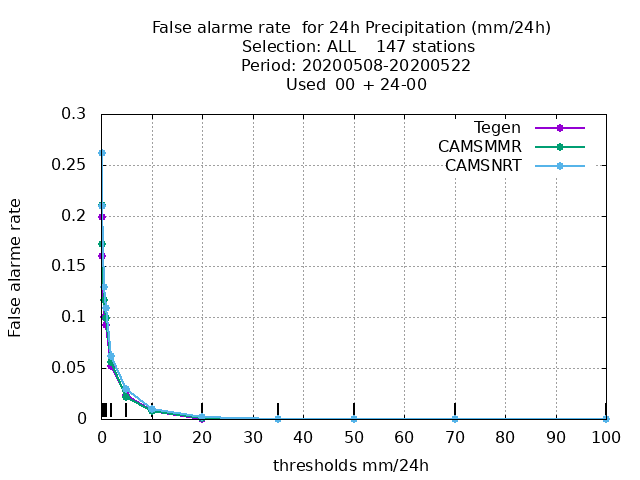 False alarme rate  for 24h Precipitation (mm/24h)
Selection: ALL    147 stations
Period: 20200508-20200522
Used  00 + 24-00
Tegen
CAMSMMR
CAMSNRT
False alarme rate
0.3
0.25
0.2
0.15
0.1
0.05
0
0 10 20 30 40 50 60 70 80 90 100
thresholds mm/24h